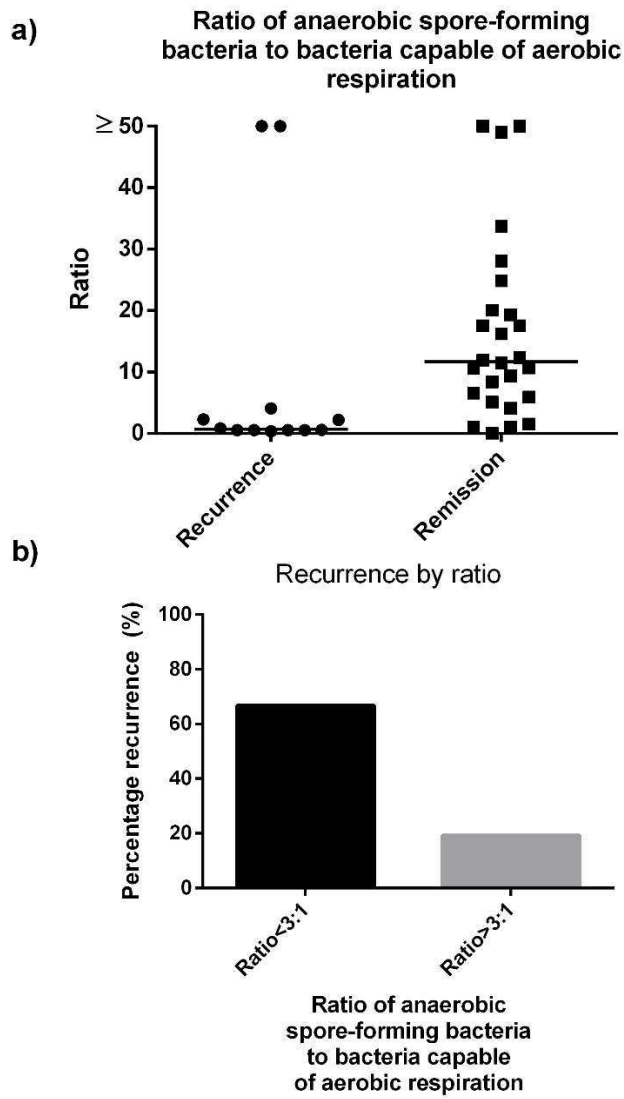 a)
Ratio of anaerobic spore-forming
bacteria to bacteria capable of aerobic
respiration
≥ 50
40
30
20
10
0
Ratio
Recurrence
Remission
b)
Recurrence by ratio
100
80
60
40
20
0
Percentage recurrence (%)
Ratio<3:1
Ratio>3:1
Ratio of anaerobic
spore-forming bacteria
to bacteria capable
of aerobic respiration